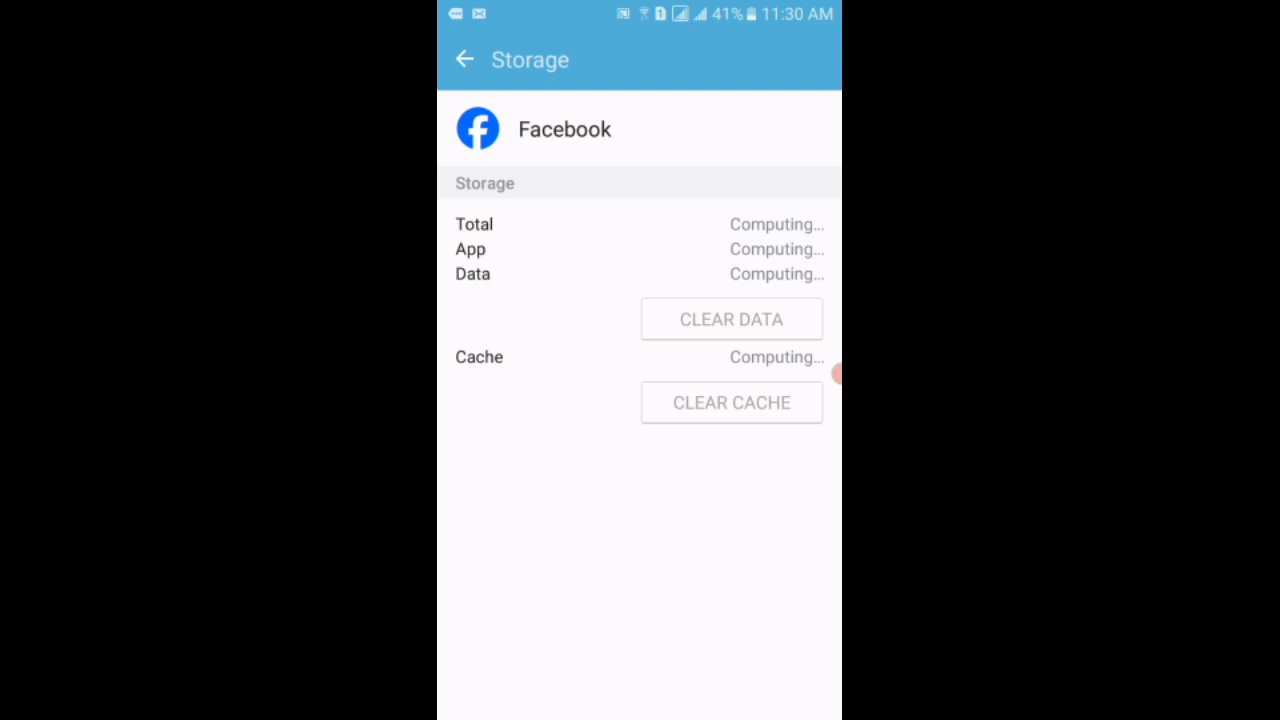 41% 11:30 AM
Storage
Facebook
Storage
Total Computing...
App Computing...
Data Computing...
CLEAR DATA
Cache Computing...
CLEAR CACHE